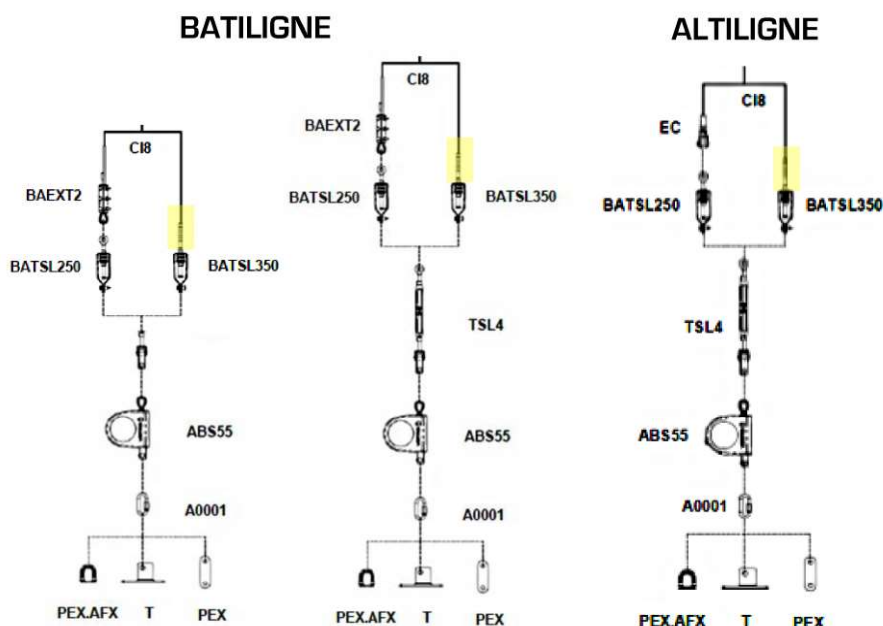 BATILIGNE
CI8
BAEXT2
BATSL250
BATSL350
ABS55
A0001
PEX.AFX T PEX
CI8
BAEXT2
BATSL250
BATSL350
TSL4
ABS55
A0001
PEX.AFX T PEX
ALTILIGNE
CI8
EC
BATSL250
BATSL350
TSL4
ABS55
A0001
PEX.AFX T PEX